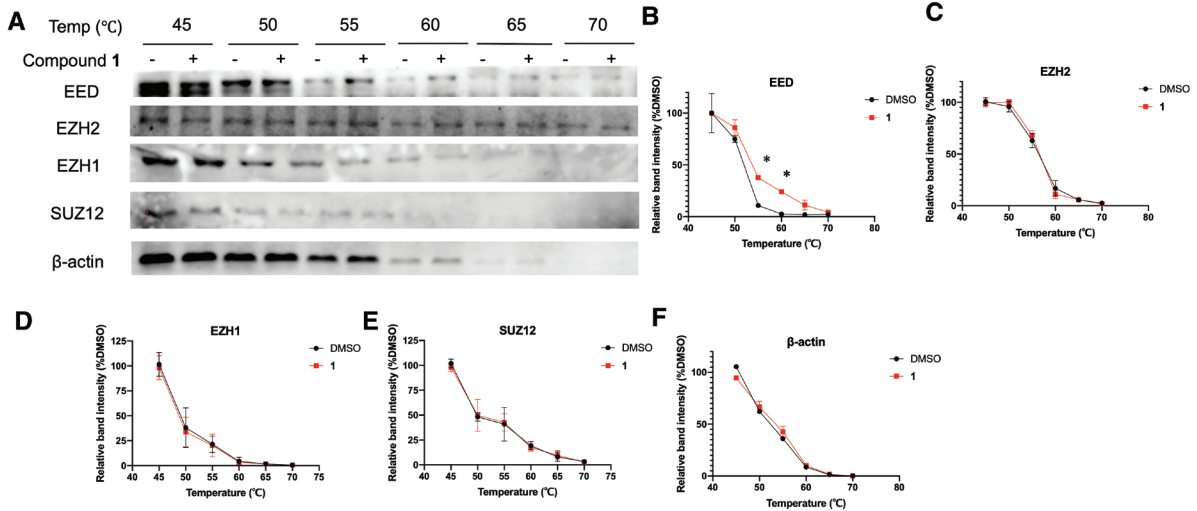 A
Temp (℃) 45 50 55 60 65 70
Compound 1 - + - + - + - + - + - +
EED
EZH2
EZH1
SUZ12
β-actin
B
EED
DMSO
1
Relative band intensity (%DMSO)
100
50
0
* *
40 50 60 70 80
Temperature (℃)
C
EZH2
DMSO
1
Relative band intensity (%DMSO)
100
50
0
40 50 60 70 80
Temperature (℃)
D
EZH1
DMSO
1
Relative band intensity (%DMSO)
125
100
75
50
25
0
40 45 50 55 60 65 70 75
Temperature (℃)
E
SUZ12
DMSO
1
Relative band intensity (%DMSO)
125
100
75
50
25
0
40 45 50 55 60 65 70 75
Temperature (℃)
F
β-actin
DMSO
1
Relative band intensity (%DMSO)
100
50
0
40 50 60 70 80
Temperature (℃)